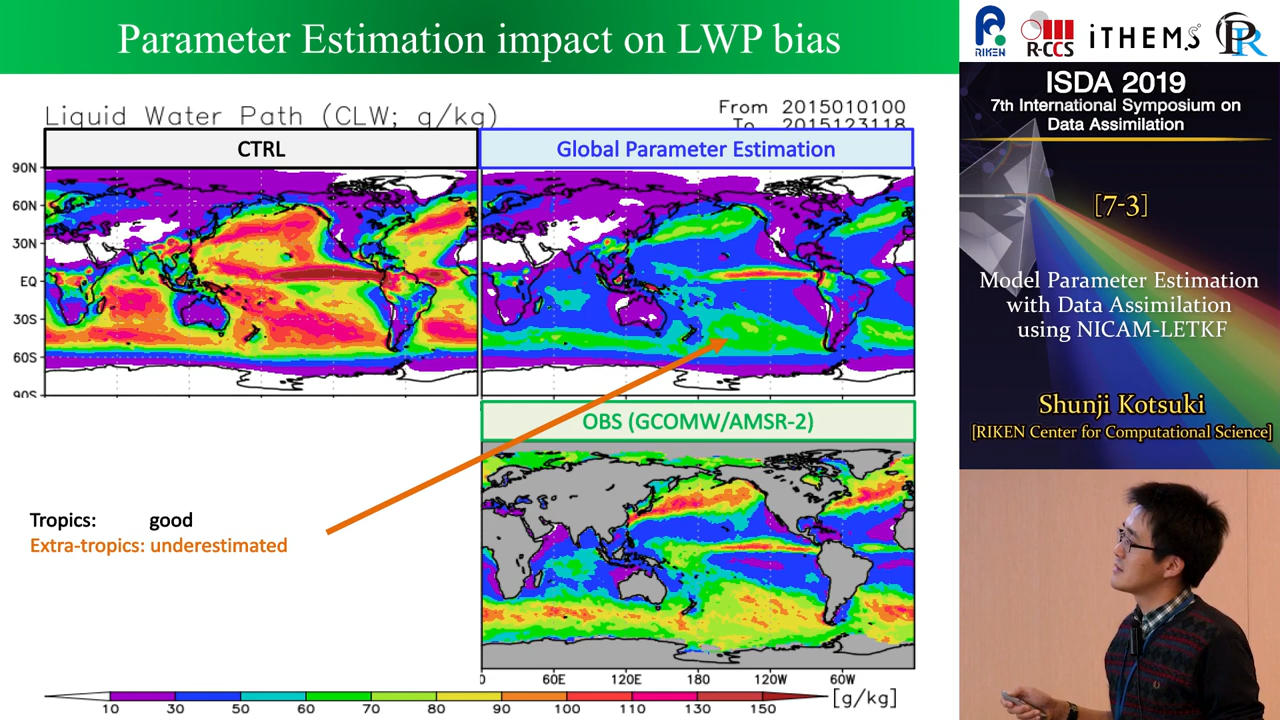 Parameter Estimation impact on LWP bias
Liquid Water Path (CLW; g/kg)
From 2015010100
To 2015123118
CTRL
Global Parameter Estimation
90N
60N
30N
EQ
30S
60S
90S
OBS (GCOMW/AMSR-2)
Tropics: good
Extra-tropics: underestimated
0 60E 120E 180 120W 60W
10 30 50 60 70 80 90 100 110 130 150 [g/kg]
RIKEN
R-CCS
iTHEMS
PR
ISDA 2019
7th International Symposium on
Data Assimilation
[7-3]
Model Parameter Estimation
with Data Assimilation
using NICAM-LETKF
Shunji Kotsuki
[RIKEN Center for Computational Science]